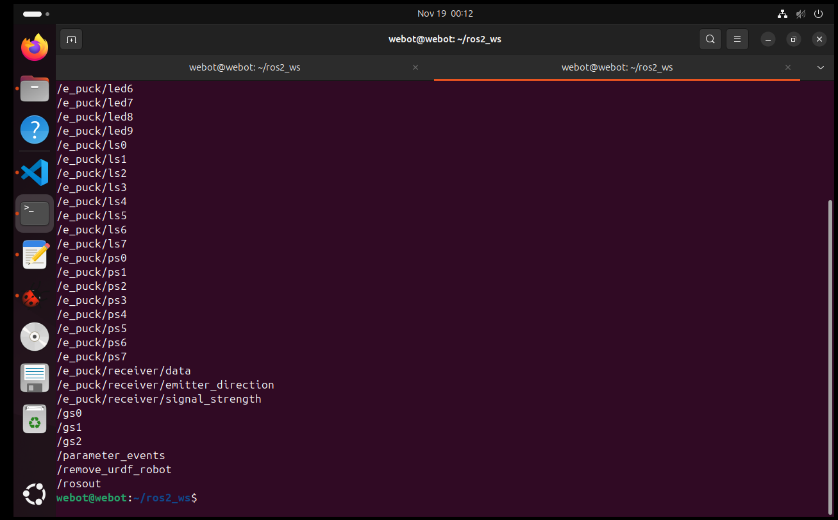 Nov 19 00:12
webot@webot: ~/ros2_ws
webot@webot: ~/ros2_ws
webot@webot: ~/ros2_ws
/e_puck/led6
/e_puck/led7
/e_puck/led8
/e_puck/led9
/e_puck/ls0
/e_puck/ls1
/e_puck/ls2
/e_puck/ls3
/e_puck/ls4
/e_puck/ls5
/e_puck/ls6
/e_puck/ls7
/e_puck/ps0
/e_puck/ps1
/e_puck/ps2
/e_puck/ps3
/e_puck/ps4
/e_puck/ps5
/e_puck/ps6
/e_puck/ps7
/e_puck/receiver/data
/e_puck/receiver/emitter_direction
/e_puck/receiver/signal_strength
/gs0
/gs1
/gs2
/parameter_events
/remove_urdf_robot
/rosout
webot@webot:~/ros2_ws$